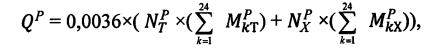 Q^P = 0,0036×( N_T^P ×(∑_{k=1}^{24} M_{kT}^P) + N_X^P ×(∑_{k=1}^{24} M_{kX}^P)),